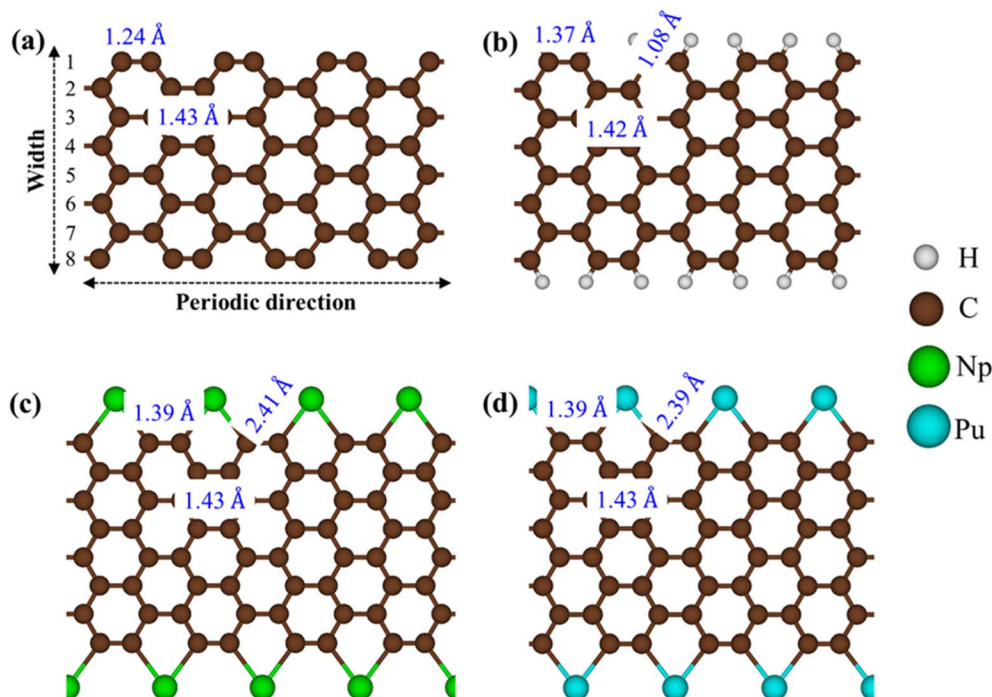 (a)
1.24 Å
1
2
3
4
5
6
7
8
Width
1.43 Å
Periodic direction
(b)
1.37 Å
1.08 Å
1.42 Å
H
C
Np
Pu
(c)
1.39 Å
2.41 Å
1.43 Å
(d)
1.39 Å
2.39 Å
1.43 Å